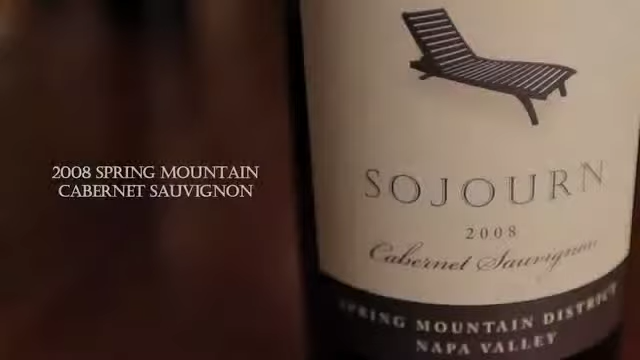 2008 SPRING MOUNTAIN
CABERNET SAUVIGNON
SOJOURN
2008
Cabernet Sauvignon
SPRING MOUNTAIN DISTRICT
NAPA VALLEY